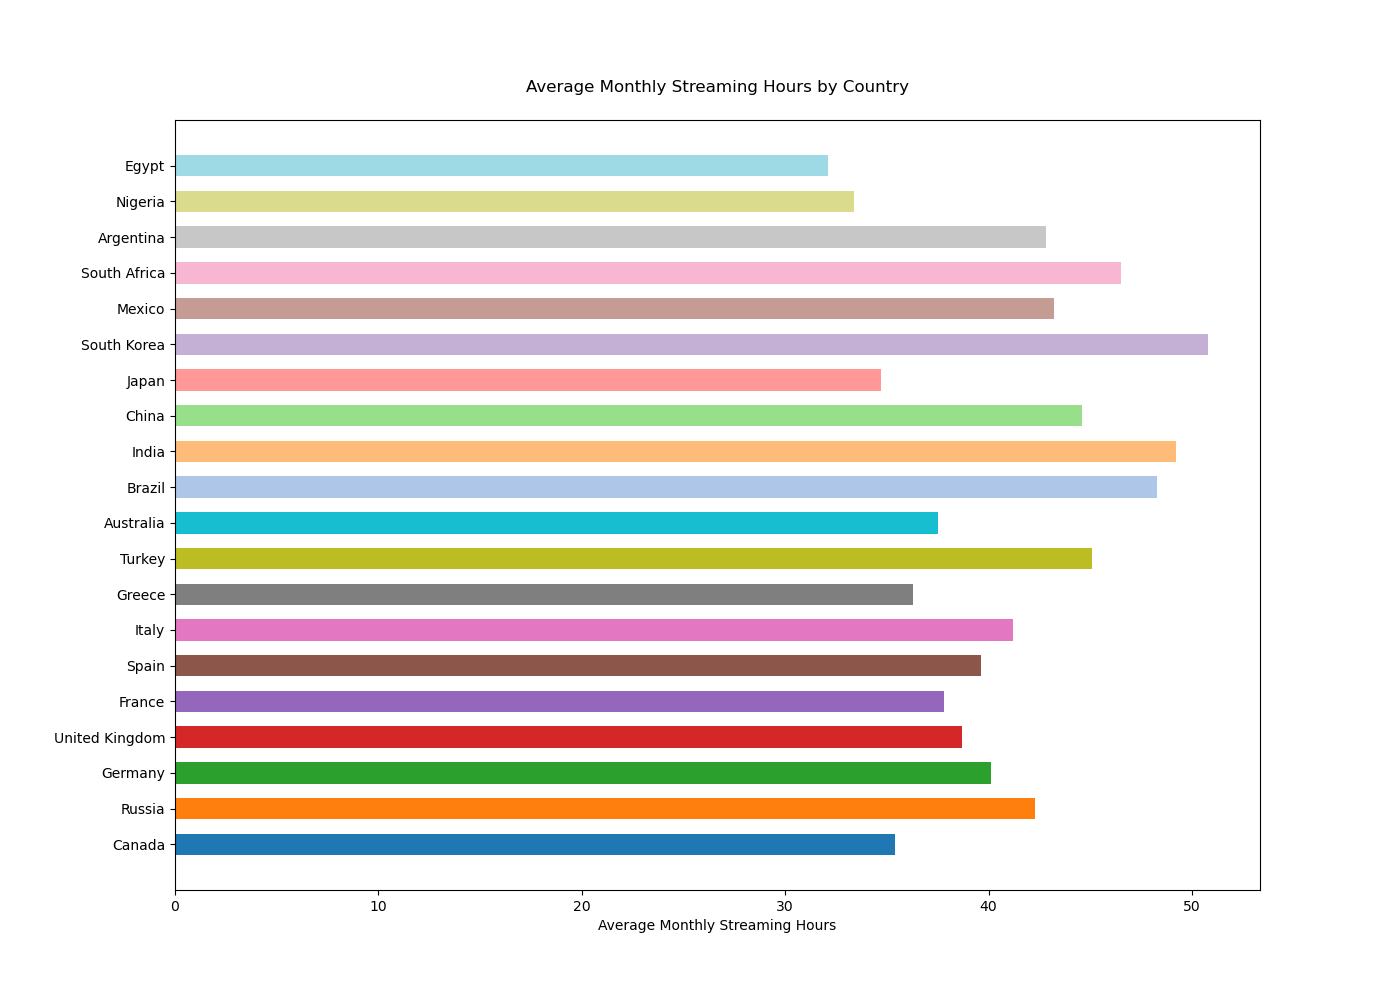 Average Monthly Streaming Hours by Country
Egypt
Nigeria
Argentina
South Africa
Mexico
South Korea
Japan
China
India
Brazil
Australia
Turkey
Greece
Italy
Spain
France
United Kingdom
Germany
Russia
Canada
0 10 20 30 40 50
Average Monthly Streaming Hours